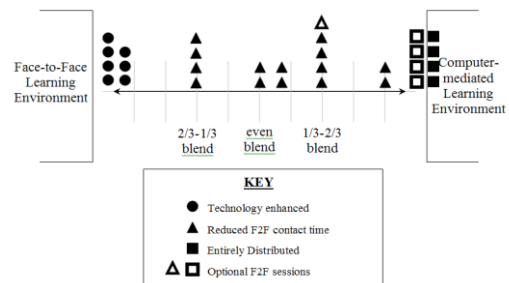 Face-to-Face
Learning
Environment
Computer-
mediated
Learning
Environment
2/3-1/3
blend
even
blend
1/3-2/3
blend
KEY
Technology enhanced
Reduced F2F contact time
Entirely Distributed
Optional F2F sessions